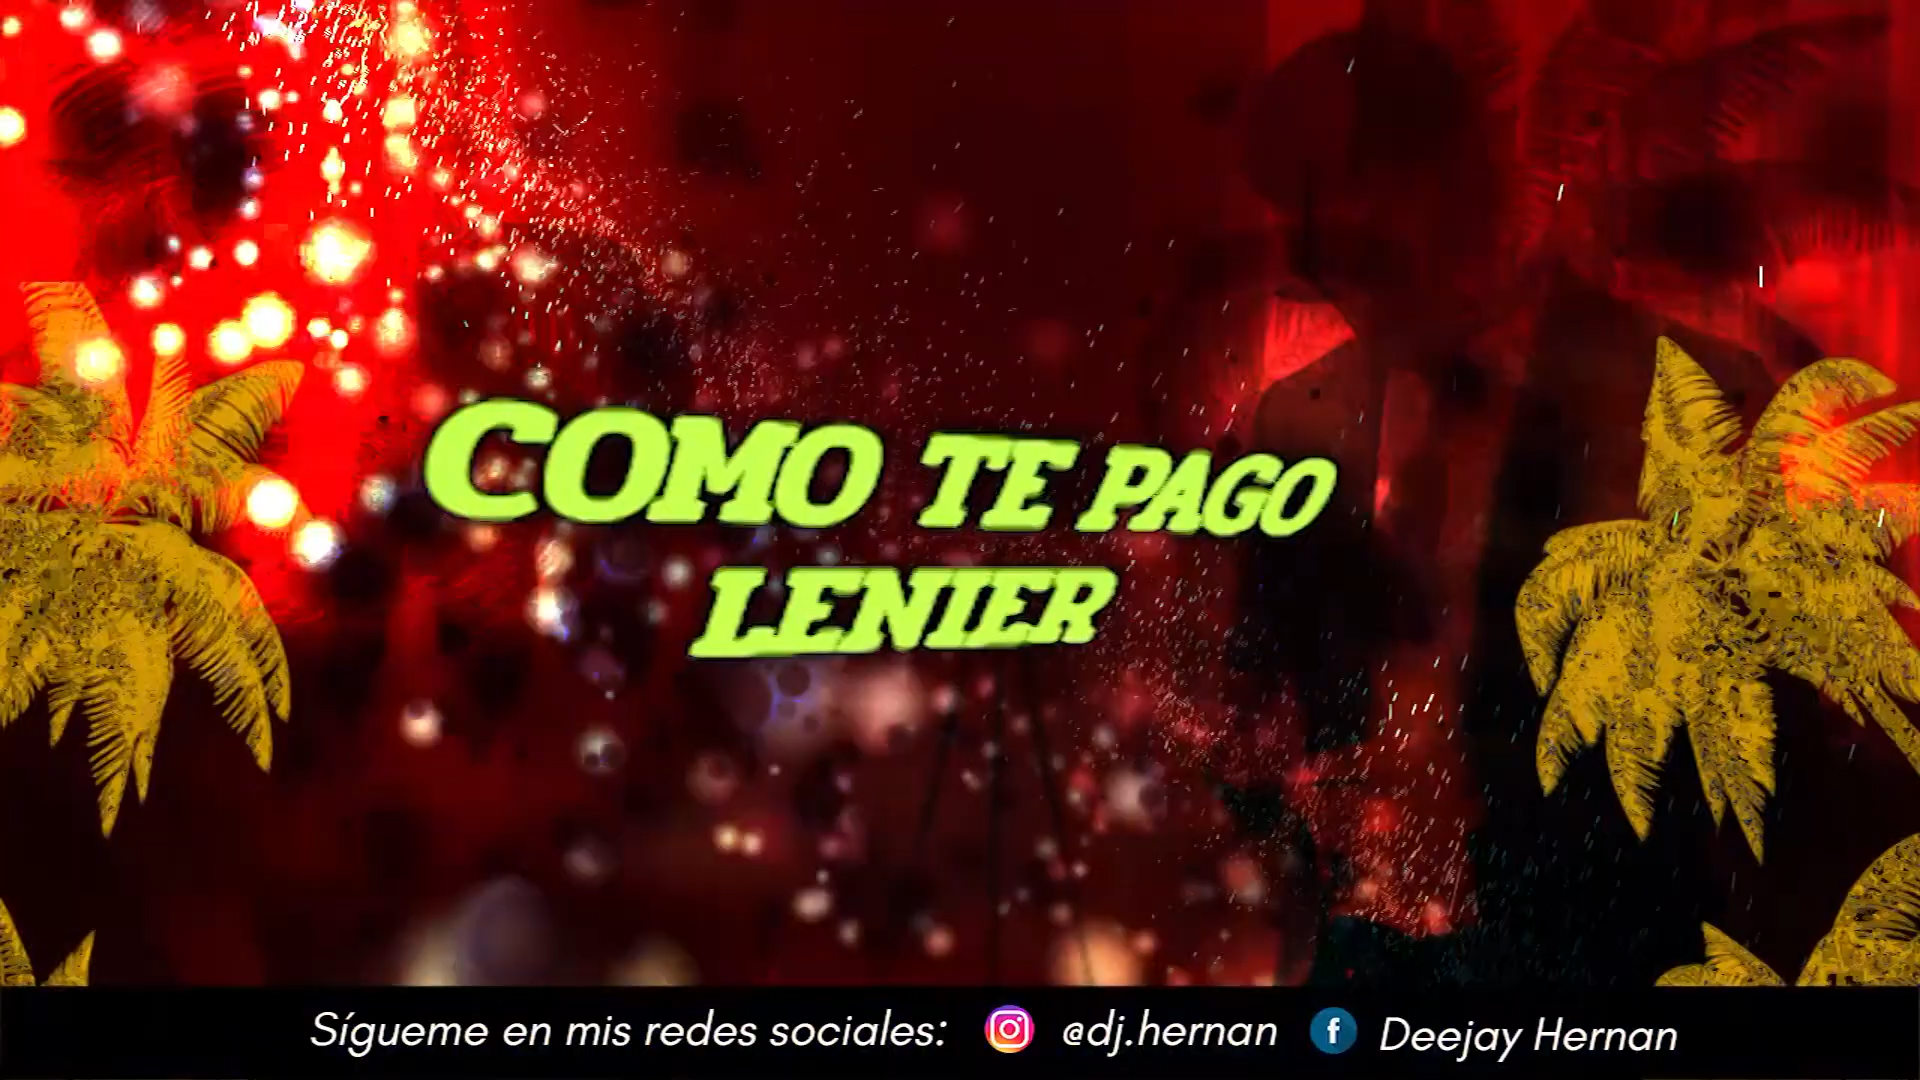 COMO TE PAGO
LENIER
Sígueme en mis redes sociales: @dj.hernan Deejay Hernan